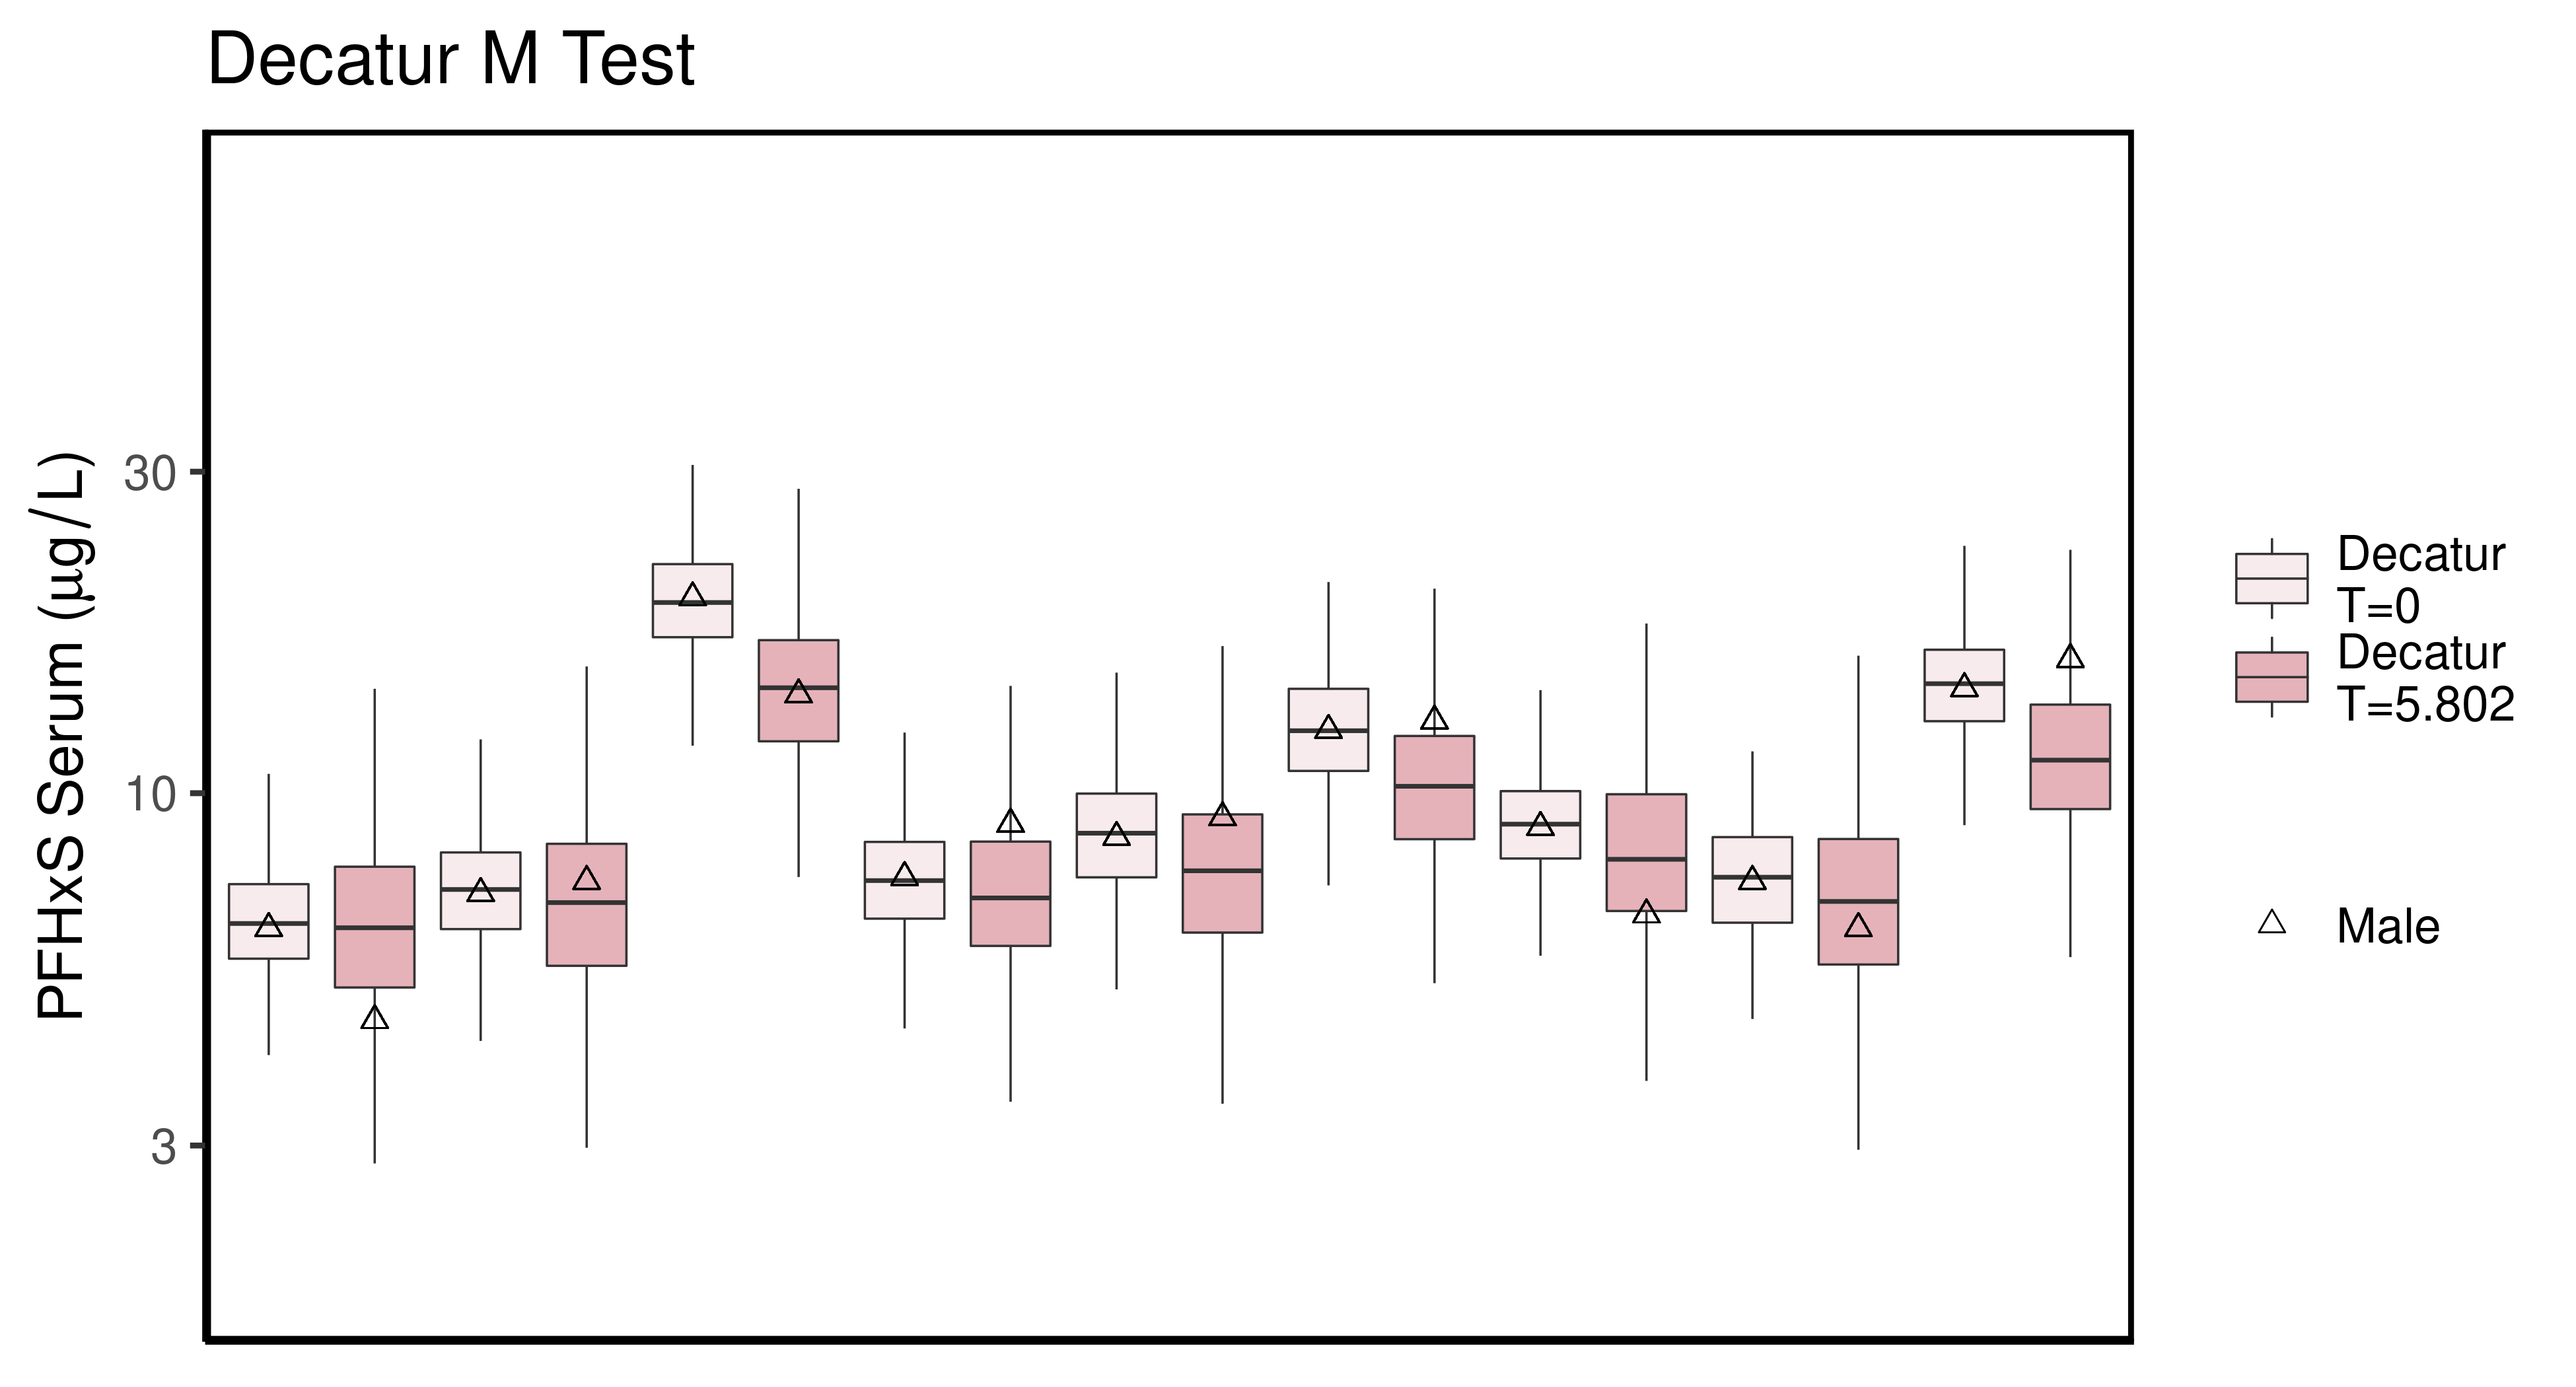 Decatur M Test
PFHxS Serum (μg/L)
30
10
3
Decatur
T=0
Decatur
T=5.802
Male